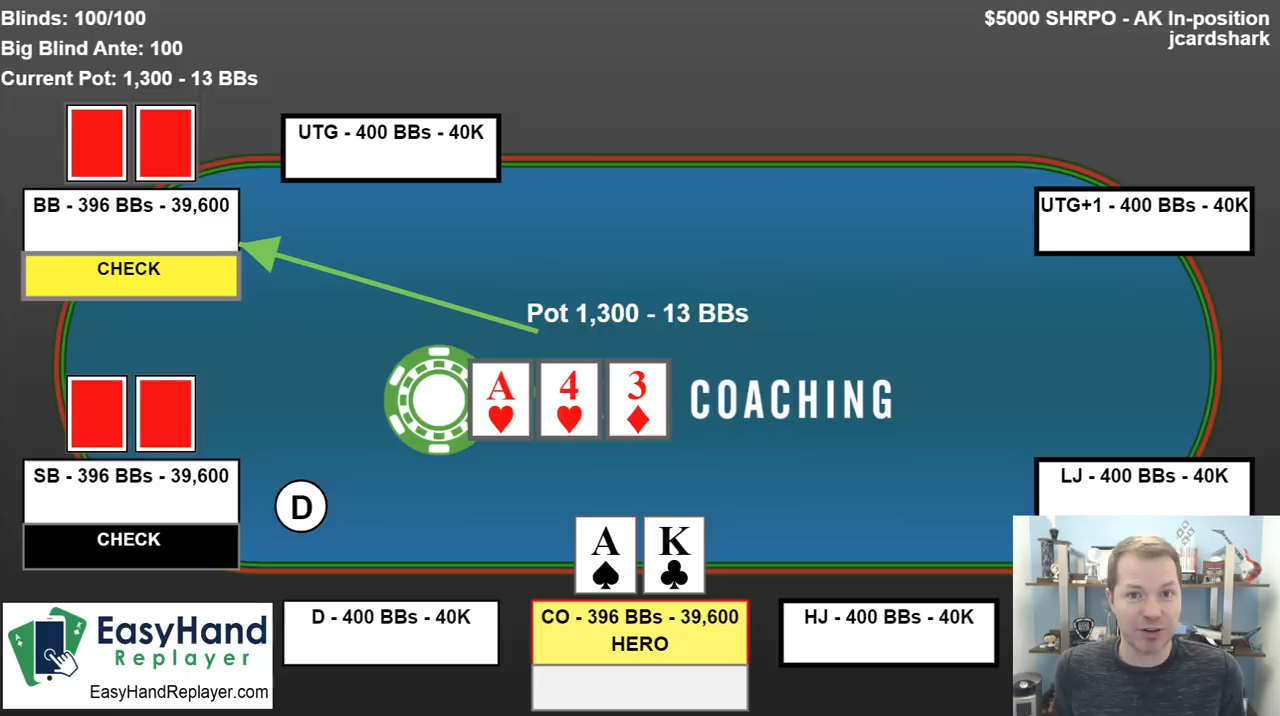 Blinds: 100/100
Big Blind Ante: 100
Current Pot: 1,300 - 13 BBs
$5000 SHRPO - AK In-position
jcardshark
UTG - 400 BBs - 40K
BB - 396 BBs - 39,600
CHECK
UTG+1 - 400 BBs - 40K
Pot 1,300 - 13 BBs
A 4 3
COACHING
SB - 396 BBs - 39,600
CHECK
D
LJ - 400 BBs - 40K
A K
D - 400 BBs - 40K
CO - 396 BBs - 39,600
HERO
HJ - 400 BBs - 40K
A K
EasyHand
Replayer
EasyHandReplayer.com